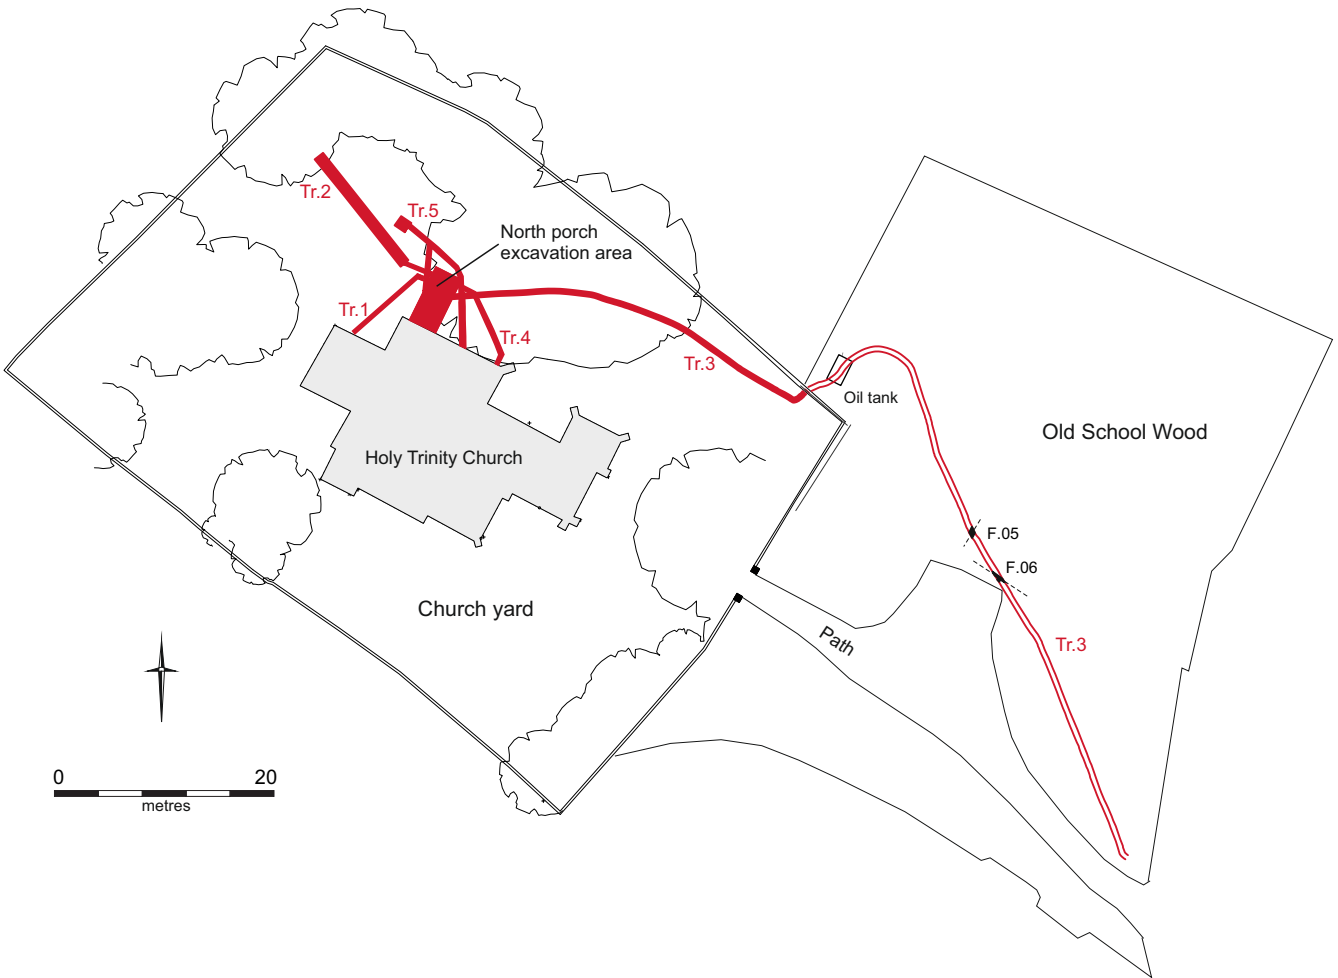 Tr.2
Tr.5
North porch
excavation area
Tr.1
Tr.4
Tr.3
Oil tank
Old School Wood
Holy Trinity Church
F.05
F.06
Church yard
Path
Tr.3
0 20
metres